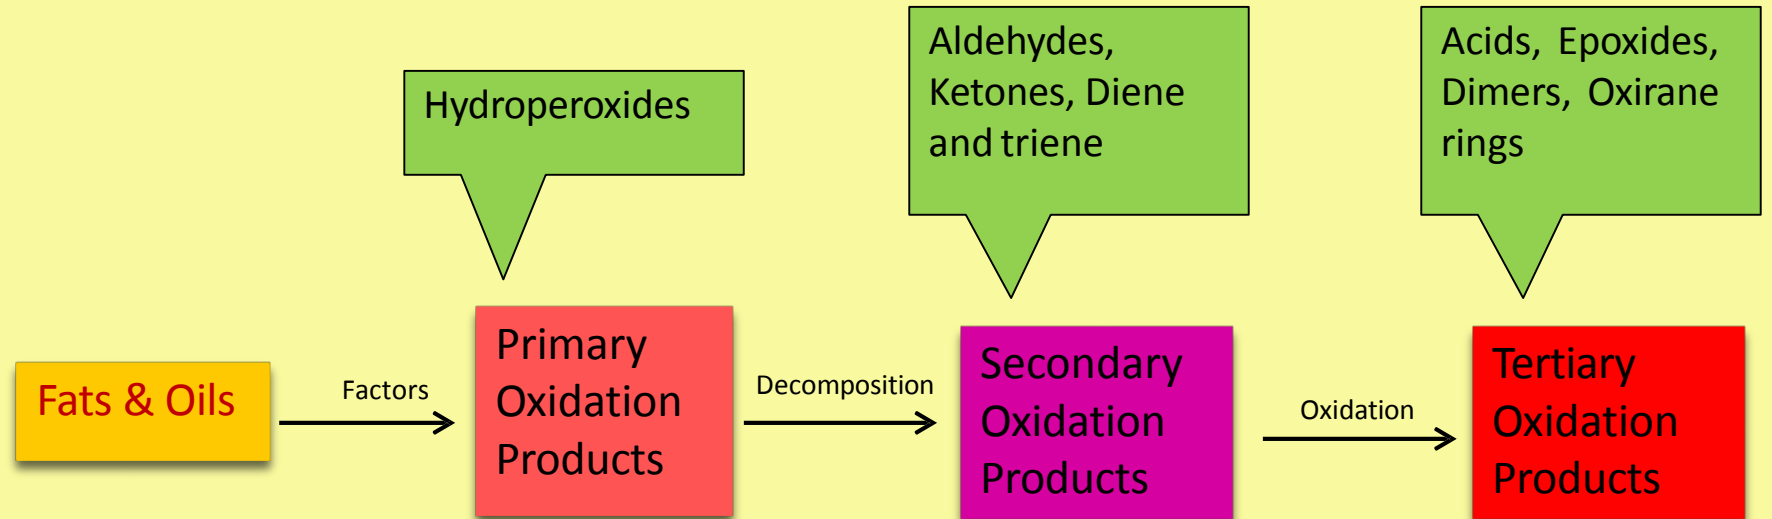 Hydroperoxides
Aldehydes,
Ketones, Diene
and triene
Acids, Epoxides,
Dimers, Oxirane
rings
Fats & Oils
Factors
Primary
Oxidation
Products
Decomposition
Secondary
Oxidation
Products
Oxidation
Tertiary
Oxidation
Products